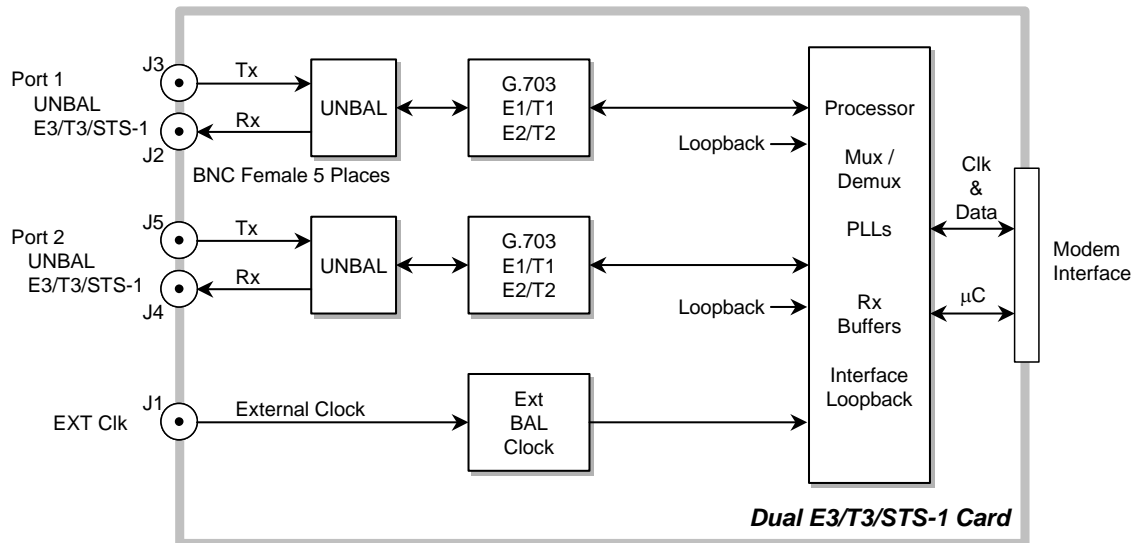 J3
Tx
Port 1
UNBAL
E3/T3/STS-1
Rx
J2
UNBAL
G.703
E1/T1
E2/T2
BNC Female 5 Places
Loopback
J5
Tx
Port 2
UNBAL
E3/T3/STS-1
Rx
J4
UNBAL
G.703
E1/T1
E2/T2
Loopback
J1
EXT Clk
External Clock
Ext
BAL
Clock
Processor
Mux /
Demux
PLLs
Rx
Buffers
Interface
Loopback
Clk
&
Data
μC
Modem
Interface
Dual E3/T3/STS-1 Card